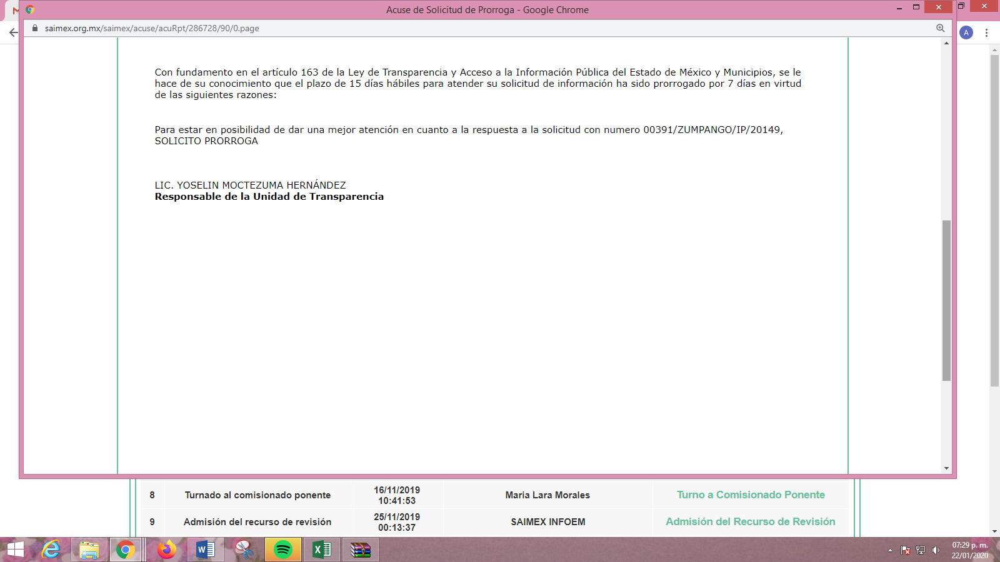 Acuse de Solicitud de Prorroga - Google Chrome
saimex.org.mx/saimex/acuse/acuRpt/286728/90/0.page
A
Con fundamento en el artículo 163 de la Ley de Transparencia y Acceso a la Información Pública del Estado de México y Municipios, se le
hace de su conocimiento que el plazo de 15 días hábiles para atender su solicitud de información ha sido prorrogado por 7 días en virtud
de las siguientes razones:
Para estar en posibilidad de dar una mejor atención en cuanto a la respuesta a la solicitud con numero 00391/ZUMPANGO/IP/20149,
SOLICITO PRORROGA
LIC. YOSELIN MOCTEZUMA HERNÁNDEZ
Responsable de la Unidad de Transparencia
8 Turnado al comisionado ponente 16/11/2019 10:41:53 Maria Lara Morales Turno a Comisionado Ponente
9 Admisión del recurso de revisión 25/11/2019 00:13:37 SAIMEX INFOEM Admisión del Recurso de Revisión
07:29 p. m.
22/01/2020